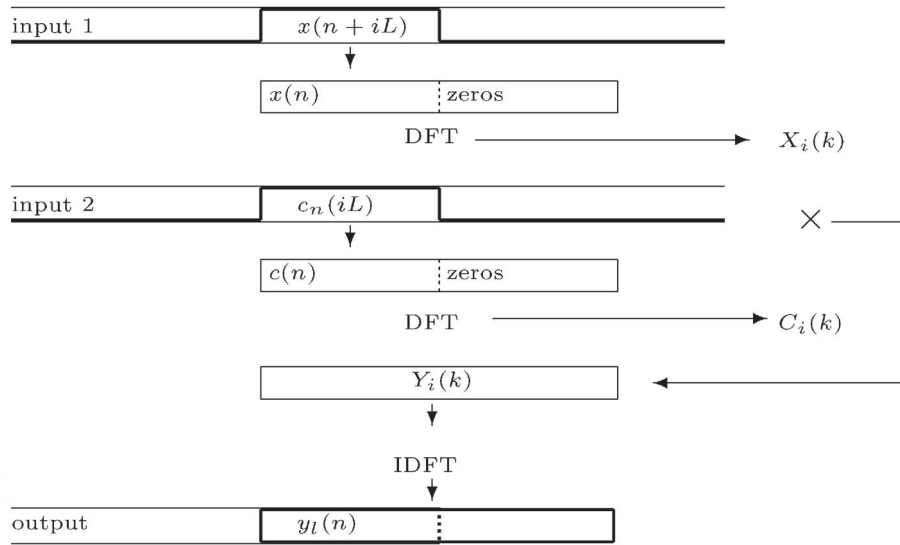 input 1 x(n + iL)
x(n) zeros
DFT X_i(k)
input 2 c_n(iL)
×
c(n) zeros
DFT C_i(k)
Y_i(k)
IDFT
output y_l(n)